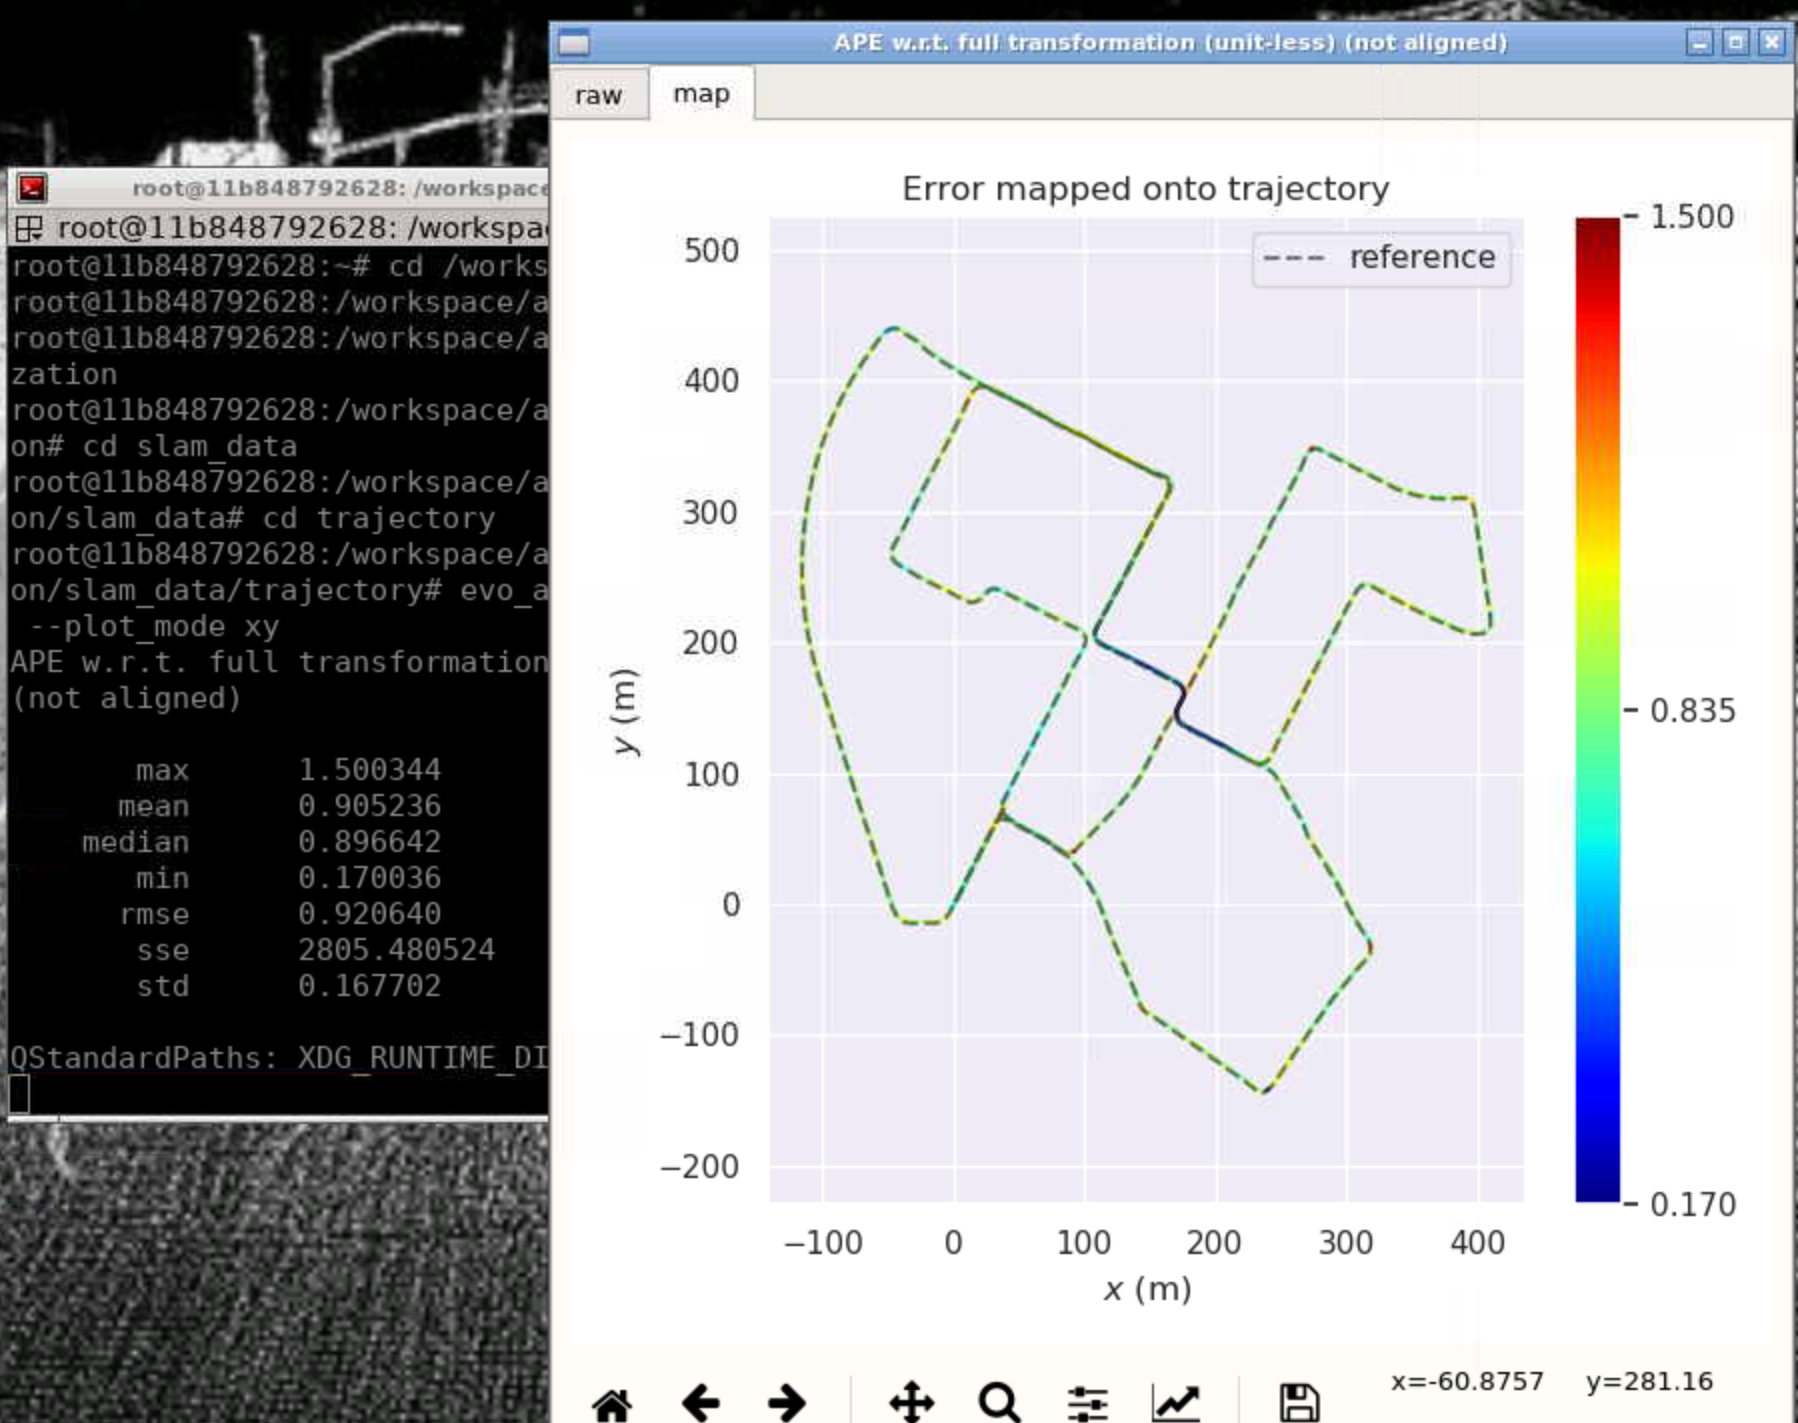 APE w.r.t. full transformation (unit-less) (not aligned)
raw
map
root@11b848792628: /workspace
root@11b848792628: /workspa
root@11b848792628:~# cd /works
root@11b848792628:/workspace/a
root@11b848792628:/workspace/a
zation
root@11b848792628:/workspace/a
on# cd slam_data
root@11b848792628:/workspace/a
on/slam_data# cd trajectory
root@11b848792628:/workspace/a
on/slam_data/trajectory# evo_a
--plot_mode xy
APE w.r.t. full transformation
(not aligned)
max 1.500344
mean 0.905236
median 0.896642
min 0.170036
rmse 0.920640
sse 2805.480524
std 0.167702
QStandardPaths: XDG_RUNTIME_DI
Error mapped onto trajectory
reference
500
400
300
200
100
0
−100
−200
y (m)
−100 0 100 200 300 400
x (m)
1.500
0.835
0.170
x=-60.8757 y=281.16